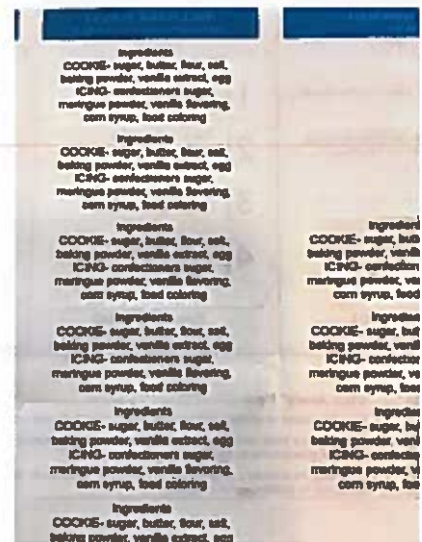 Ingredients
COOKIE- sugar, butter, flour, salt,
baking powder, vanilla extract, egg
ICING- confectioners sugar,
meringue powder, vanilla flavoring,
corn syrup, food coloring
Ingredients
COOKIE- sugar, butter, flour, salt,
baking powder, vanilla extract, egg
ICING- confectioners sugar,
meringue powder, vanilla flavoring,
corn syrup, food coloring
Ingredients
COOKIE- sugar, butter, flour, salt,
baking powder, vanilla extract, egg
ICING- confectioners sugar,
meringue powder, vanilla flavoring,
corn syrup, food coloring
Ingredients
COOKIE- sugar, butter, flour, salt,
baking powder, vanilla extract, egg
ICING- confectioners sugar,
meringue powder, vanilla flavoring,
corn syrup, food coloring
Ingredients
COOKIE- sugar, butter, flour, salt,
baking powder, vanilla extract, egg
ICING- confectioners sugar,
meringue powder, vanilla flavoring,
corn syrup, food coloring
Ingredients
COOKIE- sugar, butter, flour, salt,
baking powder, vanilla extract, egg
Ingredient
COOKIE- sugar, butt
baking powder, vanilla
ICING- confection
meringue powder, van
corn syrup, food
Ingredien
COOKIE- sugar, but
baking powder, vanill
ICING- confection
meringue powder, va
corn syrup, foo
Ingredien
COOKIE- sugar, bu
baking powder, vani
ICING- confectio
meringue powder, v
corn syrup, foo